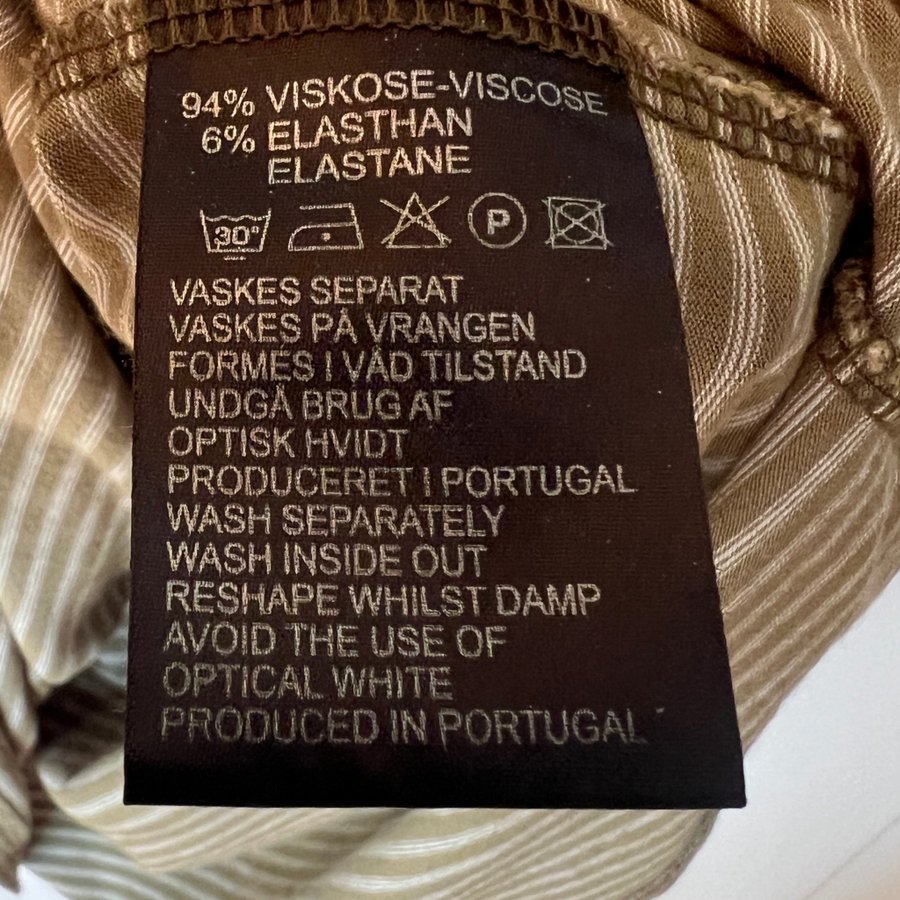 94% VISKOSE-VISCOSE
6% ELASTHAN
ELASTANE
30° P
VASKES SEPARAT
VASKES PÅ VRANGEN
FORMES I VÅD TILSTAND
UNDGÅ BRUG AF
OPTISK HVIDT
PRODUCERET I PORTUGAL
WASH SEPARATELY
WASH INSIDE OUT
RESHAPE WHILST DAMP
AVOID THE USE OF
OPTICAL WHITE
PRODUCED IN PORTUGAL